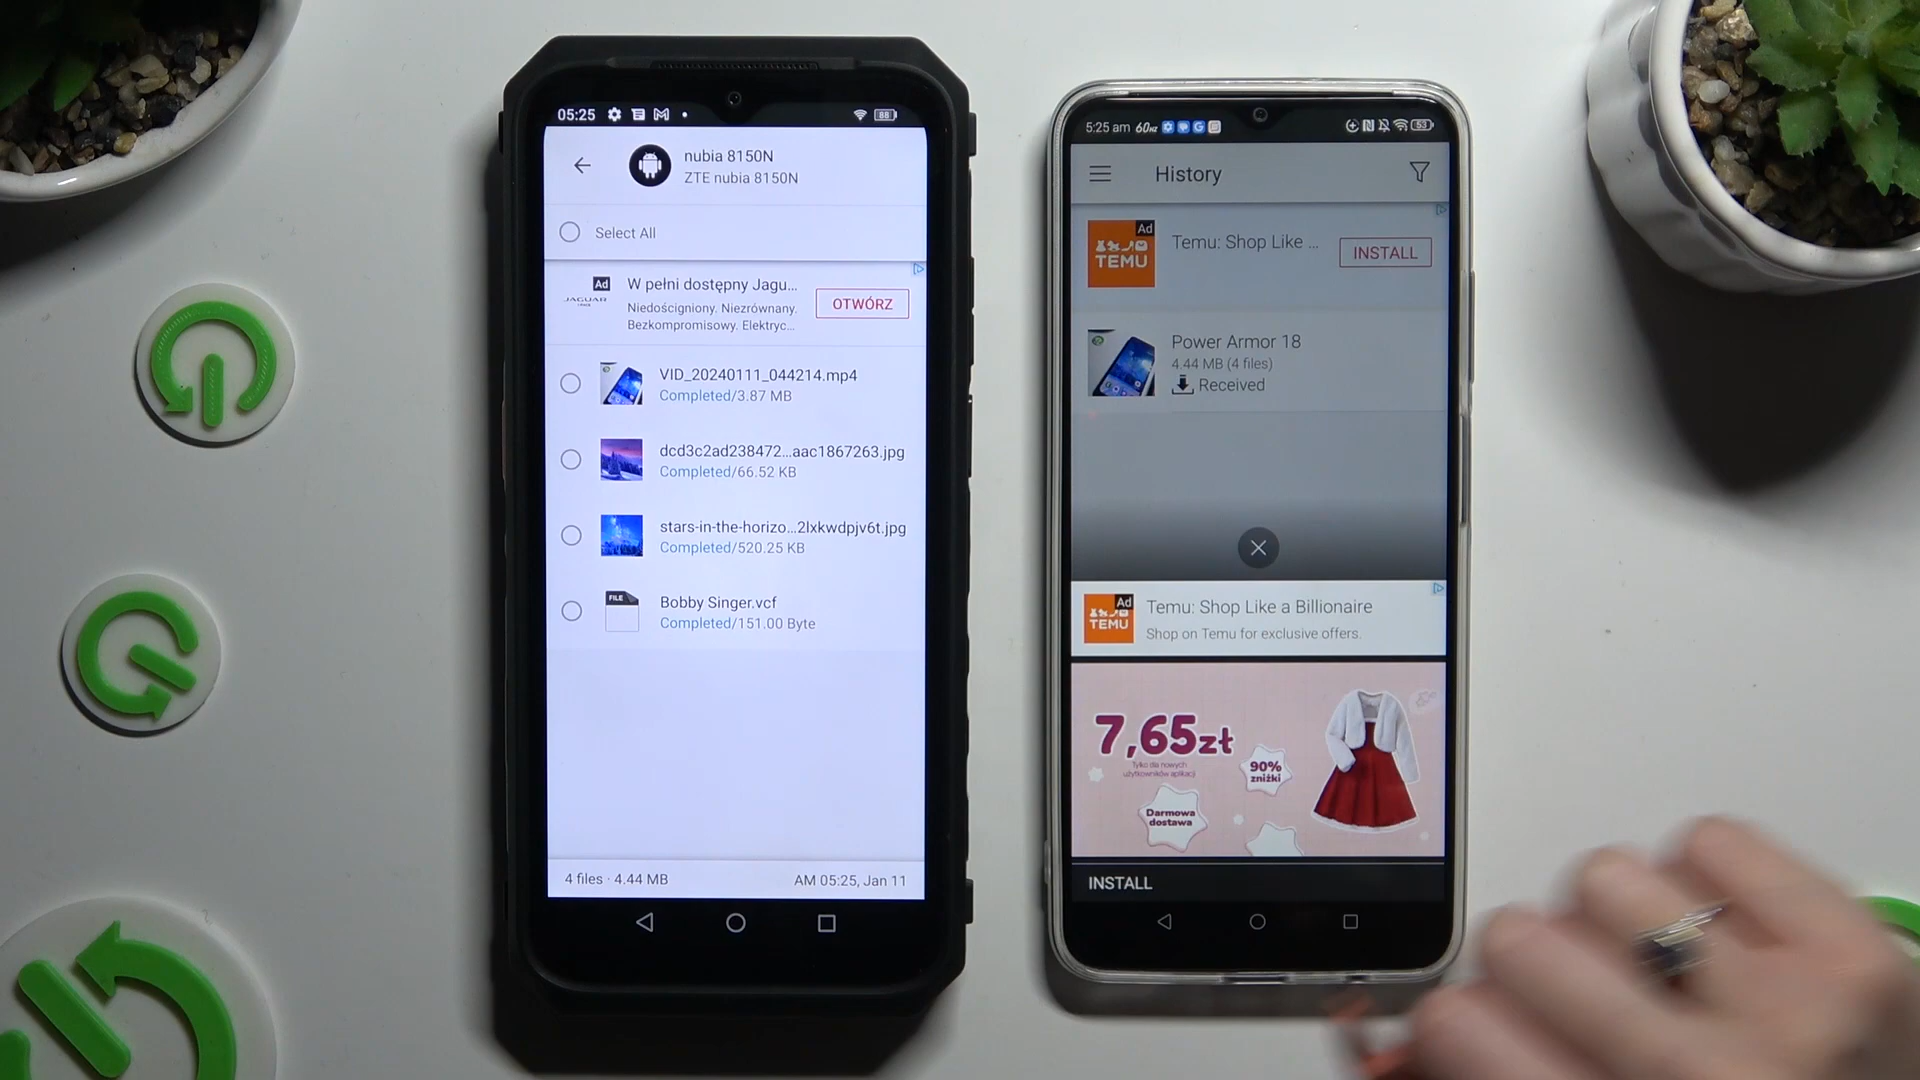 05:25
88
nubia 8150N
ZTE nubia 8150N
Select All
Ad
JAGUAR
W pełni dostępny Jagu...
Niedościgniony. Niezrównany.
Bezkompromisowy. Elektryc...
OTWÓRZ
VID_20240111_044214.mp4
Completed/3.87 MB
dcd3c2ad238472...aac1867263.jpg
Completed/66.52 KB
stars-in-the-horizo...2lxkwdpjv6t.jpg
Completed/520.25 KB
FILE
Bobby Singer.vcf
Completed/151.00 Byte
4 files · 4.44 MB
AM 05:25, Jan 11
5:25 am 60HZ
53
History
Ad
TEMU
Temu: Shop Like ...
INSTALL
Power Armor 18
4.44 MB (4 files)
Received
Ad
TEMU
Temu: Shop Like a Billionaire
Shop on Temu for exclusive offers.
7,65zł
Tylko dla nowych
użytkowników aplikacji
90%
zniżki
Darmowa
dostawa
INSTALL